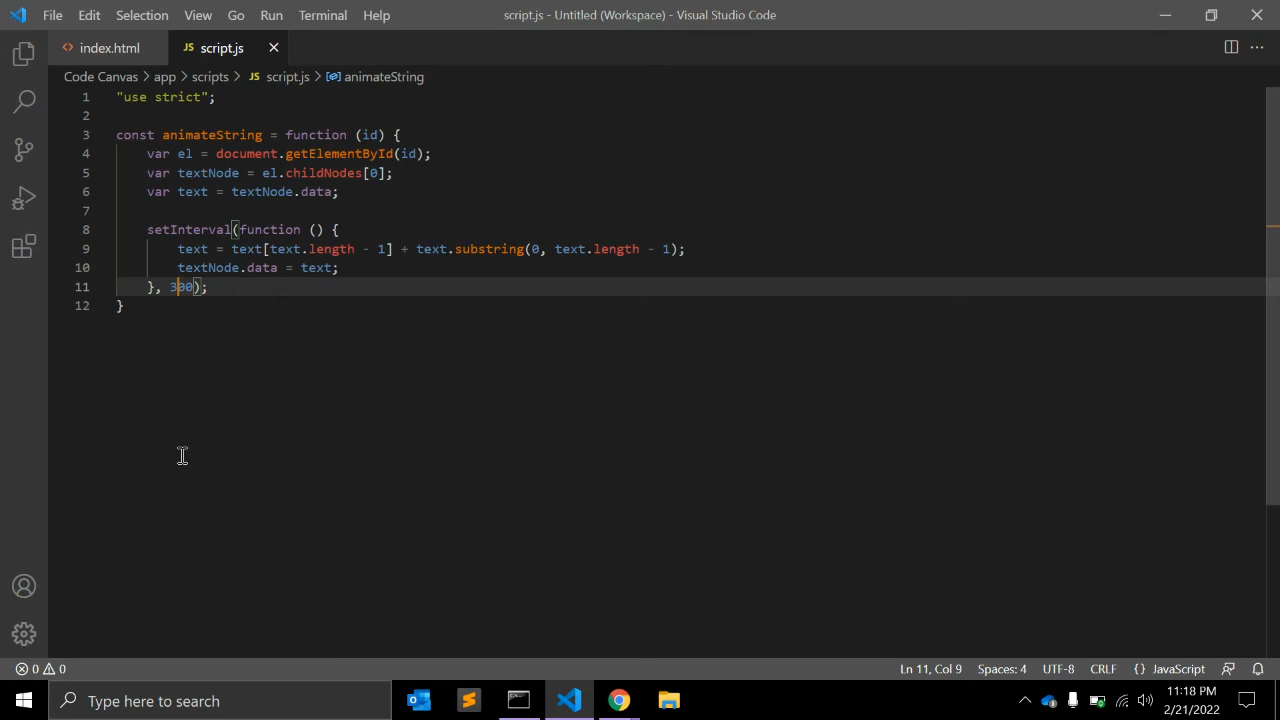 File Edit Selection View Go Run Terminal Help script.js - Untitled (Workspace) - Visual Studio Code
<> index.html JS script.js
Code Canvas > app > scripts > JS script.js > animateString
1 "use strict";
2
3 const animateString = function (id) {
4     var el = document.getElementById(id);
5     var textNode = el.childNodes[0];
6     var text = textNode.data;
7
8     setInterval(function () {
9         text = text[text.length - 1] + text.substring(0, text.length - 1);
10         textNode.data = text;
11     }, 300);
12 }
0 0 Ln 11, Col 9 Spaces: 4 UTF-8 CRLF {} JavaScript
Type here to search 11:18 PM
2/21/2022